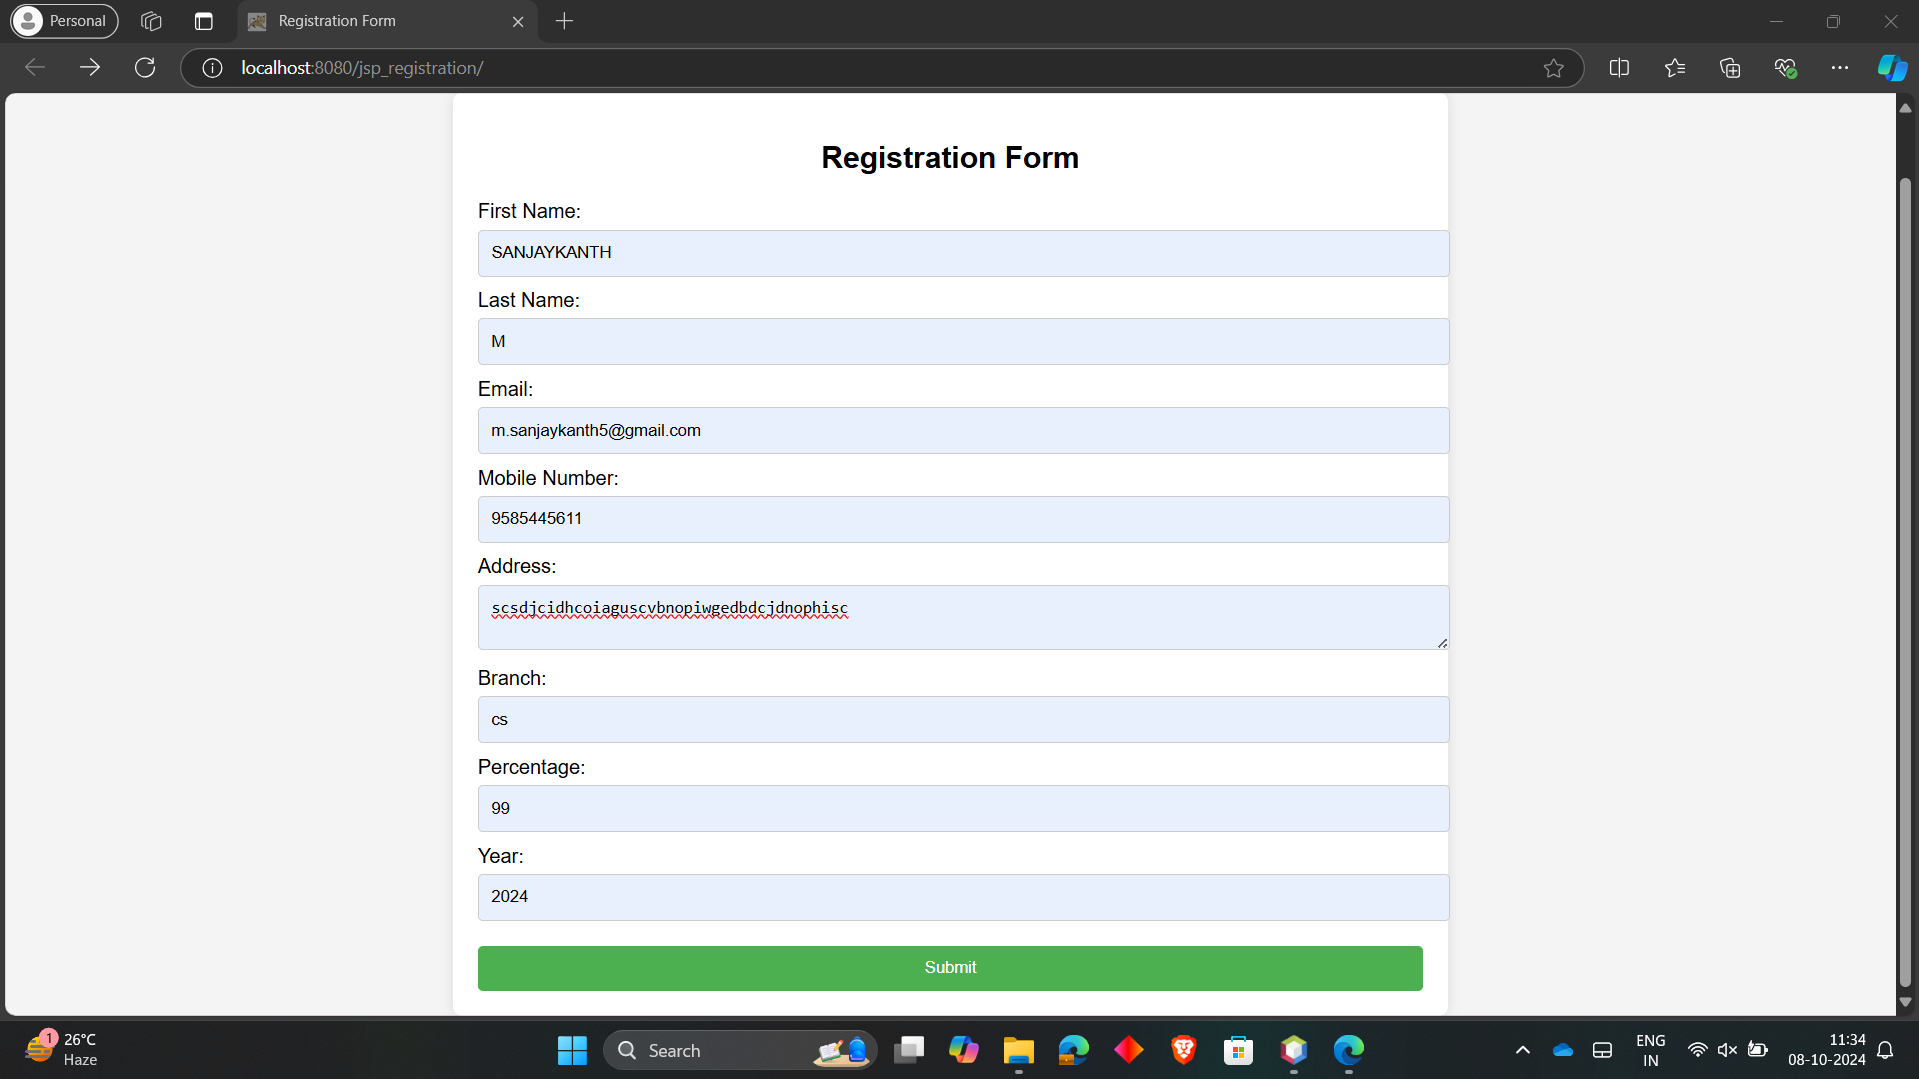 Personal
Registration Form
localhost:8080/jsp_registration/
Registration Form
First Name:
SANJAYKANTH
Last Name:
M
Email:
m.sanjaykanth5@gmail.com
Mobile Number:
9585445611
Address:
scsdjcidhcoiaguscvbnopiwgedbdcjdnophisc
Branch:
cs
Percentage:
99
Year:
2024
Submit
1
26°C
Haze
Search
ENG
IN
11:34
08-10-2024